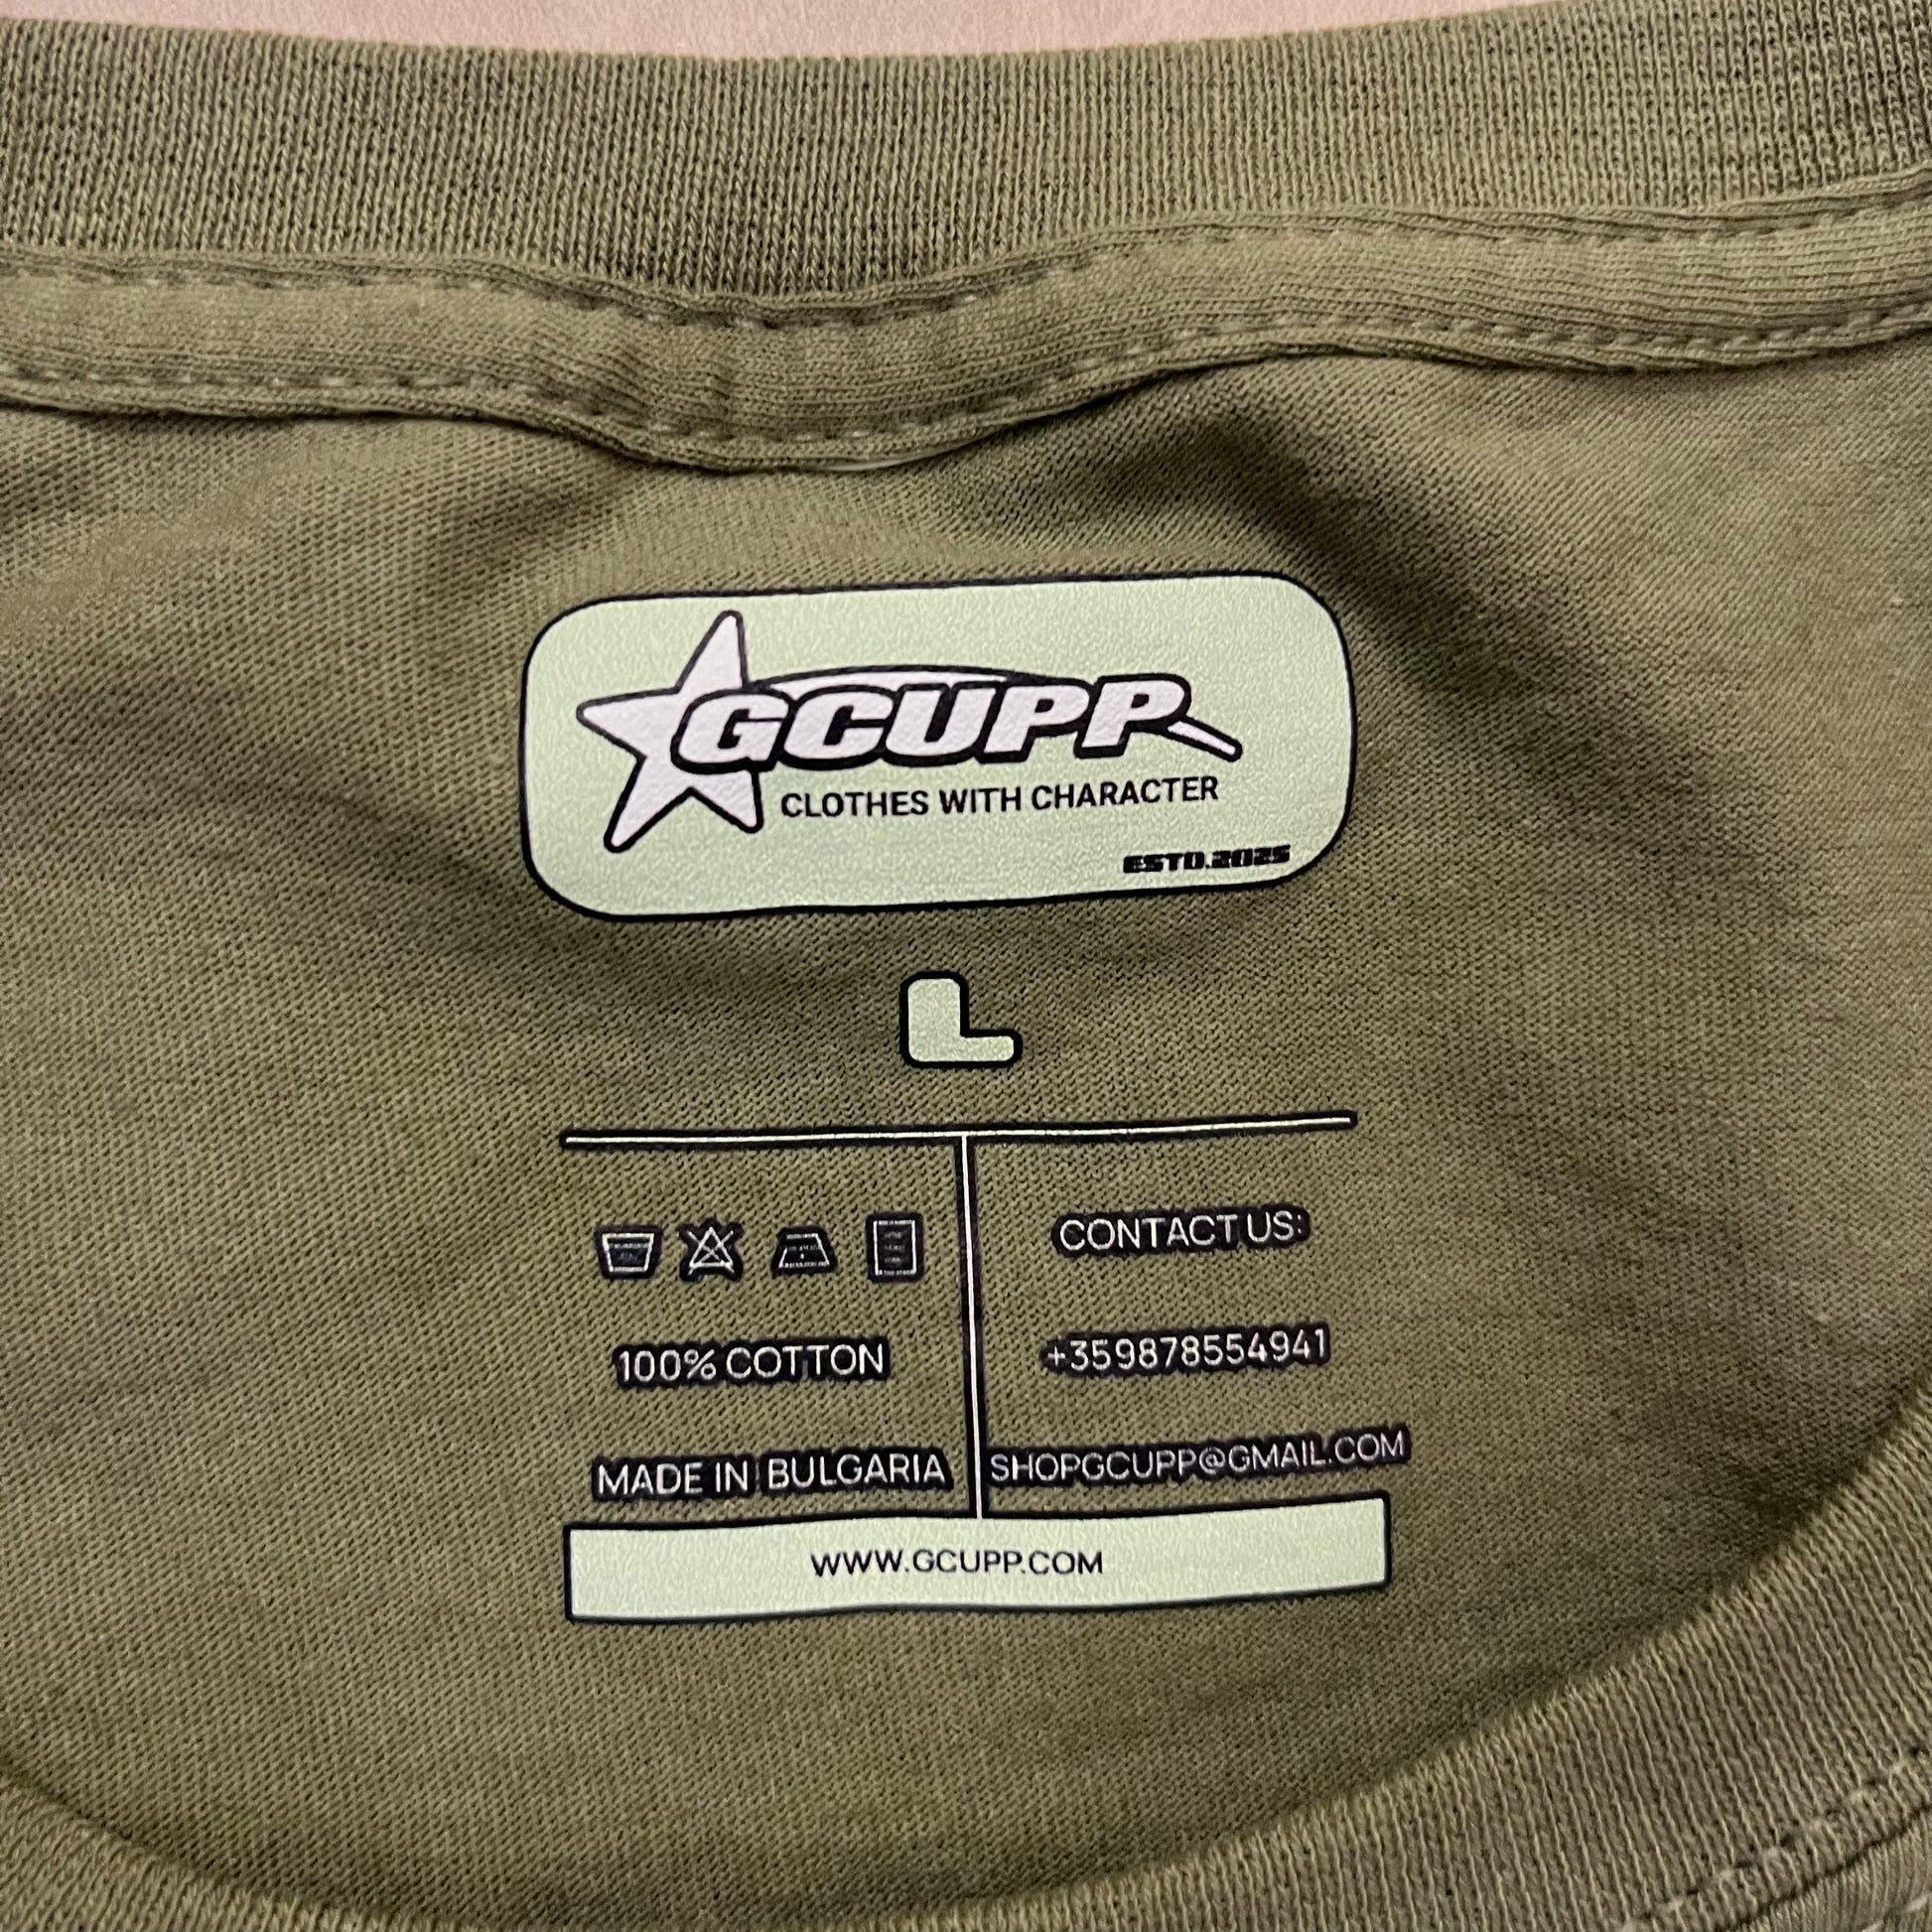 GCUPP
CLOTHES WITH CHARACTER
ESTD.2025
L
100% COTTON
MADE IN BULGARIA
CONTACT US:
+359878554941
SHOPGCUPP@GMAIL.COM
WWW.GCUPP.COM